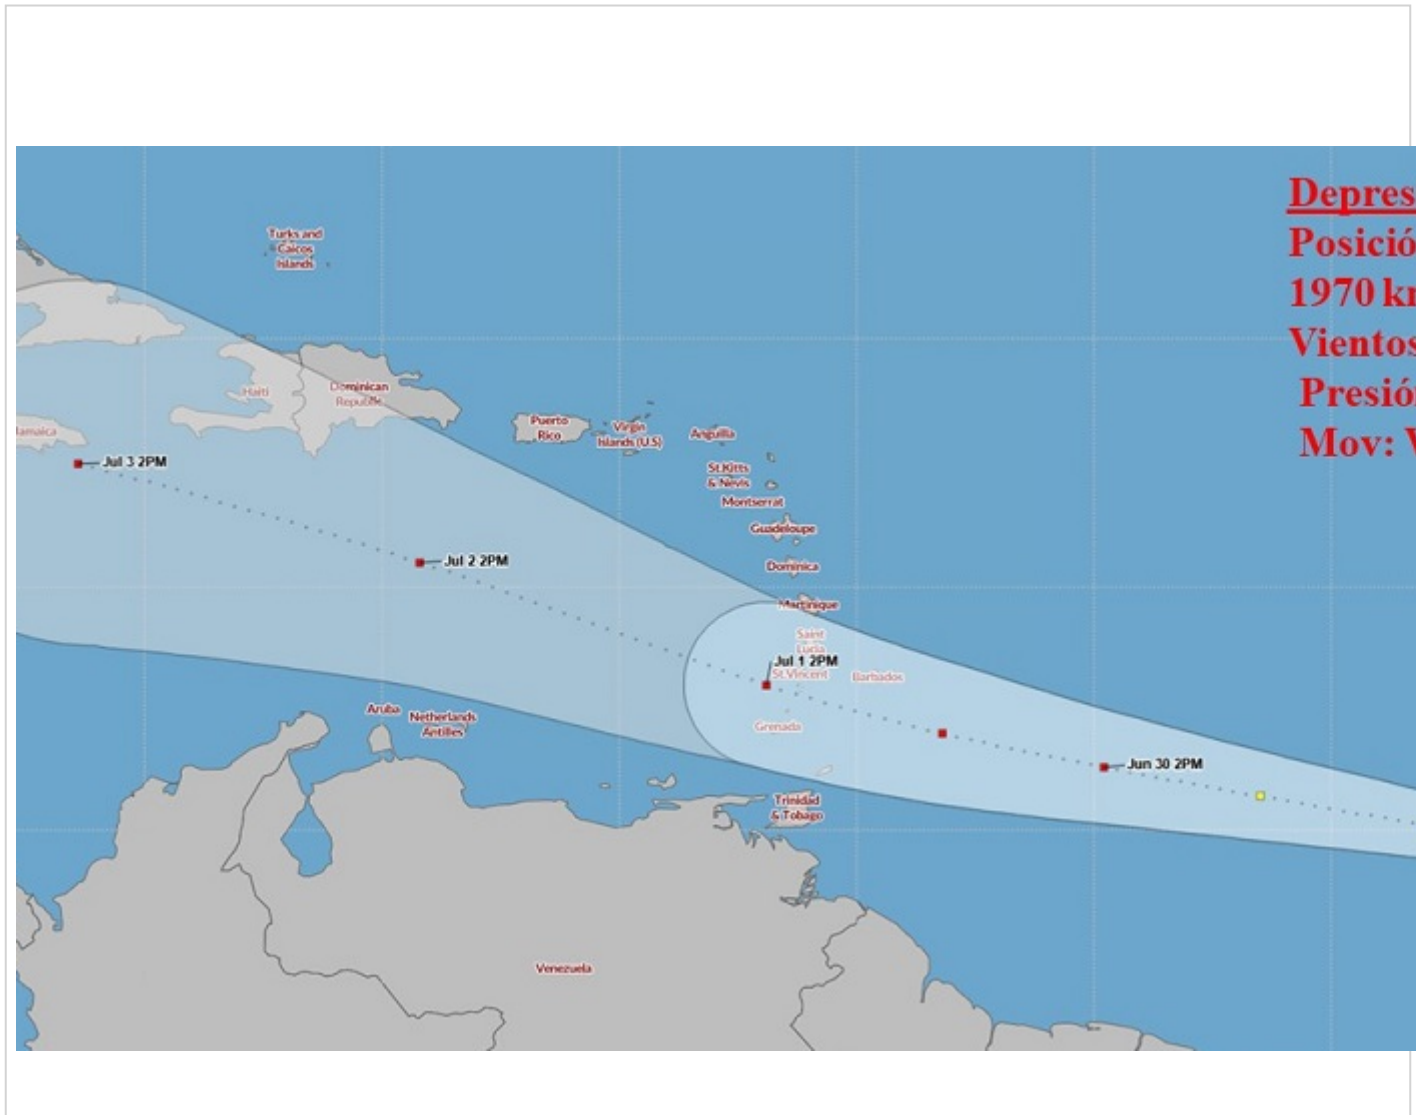 Depres
Posició
1970 km
Vientos
Presión
Mov: 
Turks and
Caicos
Islands
Haiti
Dominican
Republic
Jamaica
Puerto
Rico
Virgin
Islands (U.S)
Anguilla
St.Kitts
& Nevis
Montserrat
Guadeloupe
Dominica
Martinique
Saint
Lucia
St.Vincent
Barbados
Grenada
Jul 3 2PM
Jul 2 2PM
Jul 1 2PM
Jun 30 2PM
Aruba
Netherlands
Antilles
Trinidad
& Tobago
Venezuela